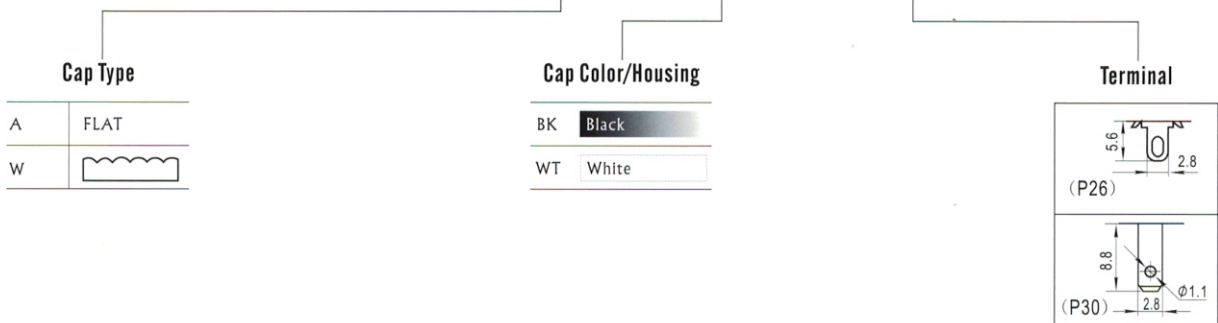 Cap Type
A FLAT
W
Cap Color/Housing
BK Black
WT White
Terminal
5.6
2.8
(P26)
8.8
Ø1.1
(P30)
2.8